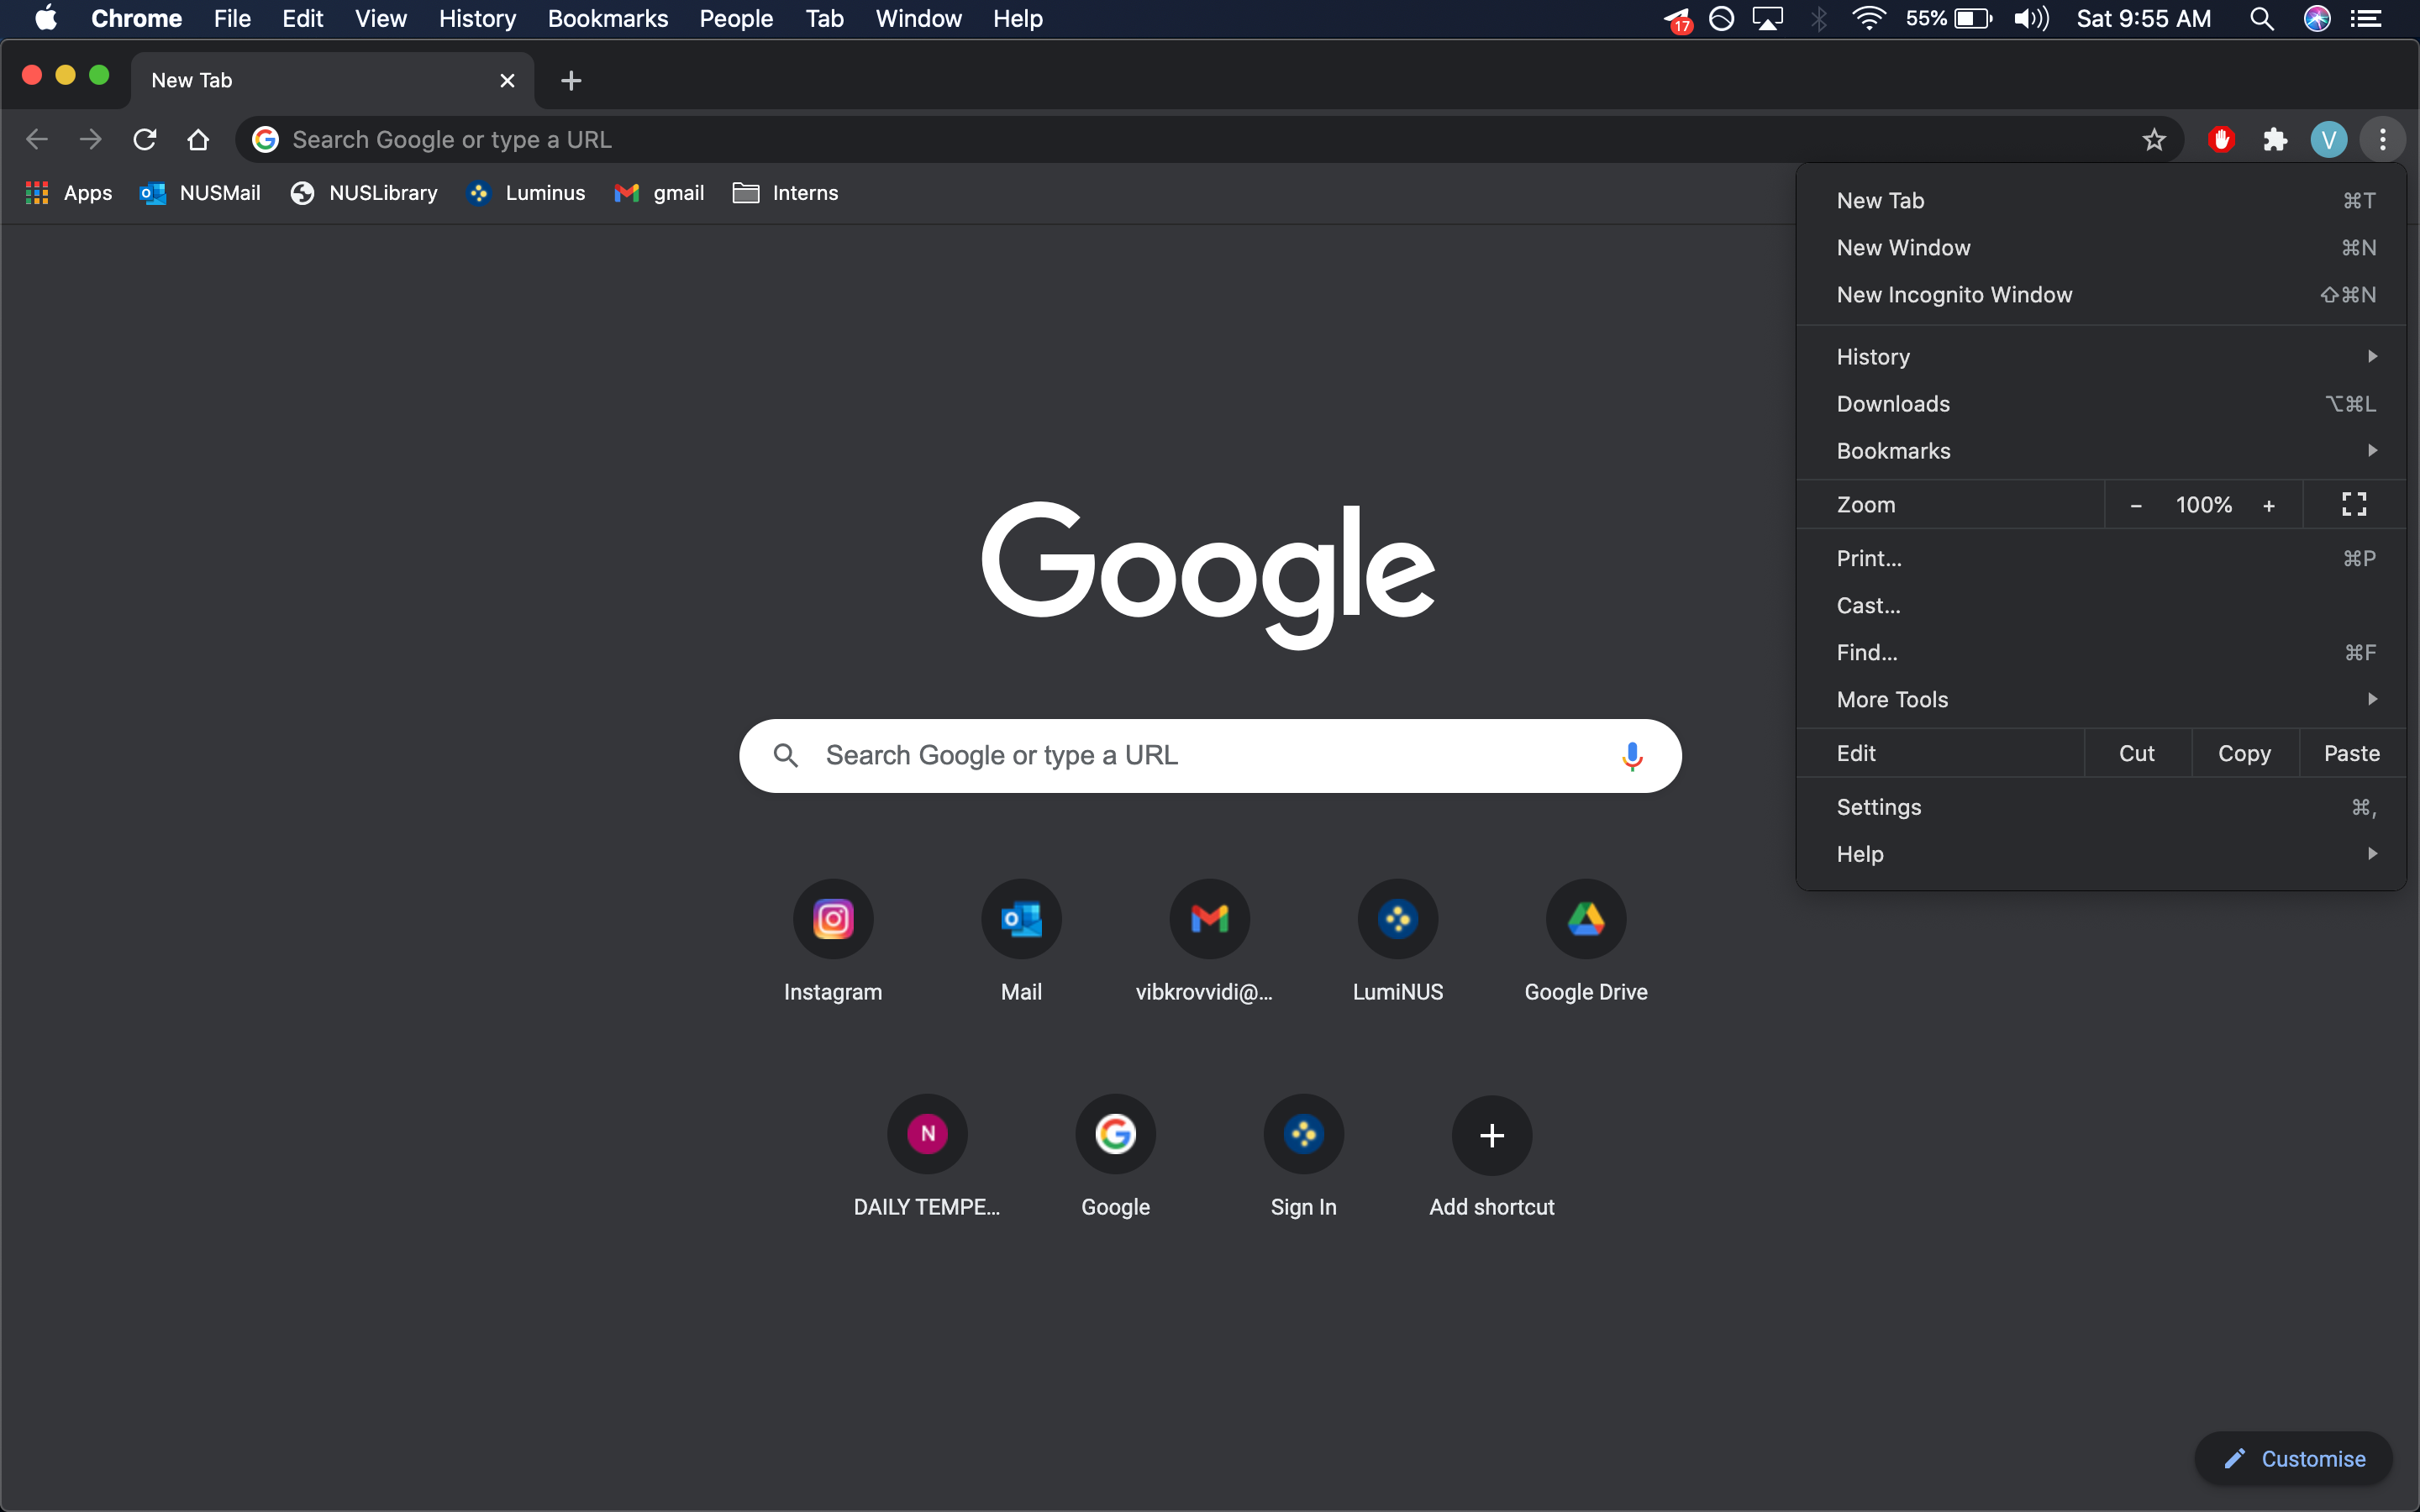 Chrome File Edit View History Bookmarks People Tab Window Help 17 55% Sat 9:55 AM
New Tab
Search Google or type a URL V
Apps NUSMail NUSLibrary Luminus gmail Interns
New Tab ⌘T
New Window ⌘N
New Incognito Window ⇧⌘N
History
Downloads ⌥⌘L
Bookmarks
Zoom - 100% +
Print... ⌘P
Cast...
Find... ⌘F
More Tools
Edit Cut Copy Paste
Settings ⌘,
Help
Google
Search Google or type a URL
Instagram Mail vibkrovvidi@... LumiNUS Google Drive
N
DAILY TEMPE... Google Sign In Add shortcut
Customise